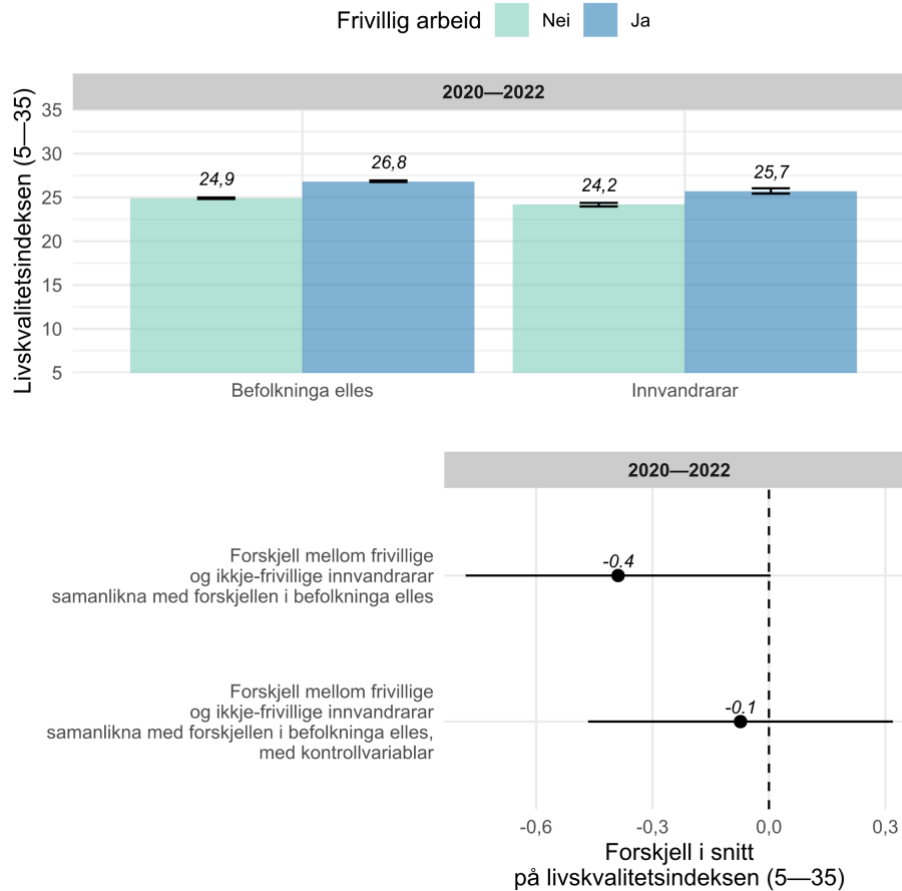 Frivillig arbeid Nei Ja
2020—2022
Livskvalitetsindeksen (5—35)
35
30
25
20
15
10
5
24,9
26,8
24,2
25,7
Befolkninga elles
Innvandrarar
2020—2022
Forskjell mellom frivillige
og ikkje-frivillige innvandrarar
samanlikna med forskjellen i befolkninga elles
-0.4
Forskjell mellom frivillige
og ikkje-frivillige innvandrarar
samanlikna med forskjellen i befolkninga elles,
med kontrollvariablar
-0.1
-0,6 -0,3 0,0 0,3
Forskjell i snitt
på livskvalitetsindeksen (5—35)